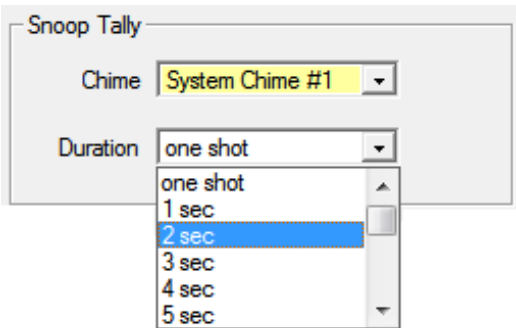 Snoop Tally
Chime System Chime #1
Duration one shot
one shot
1 sec
2 sec
3 sec
4 sec
5 sec